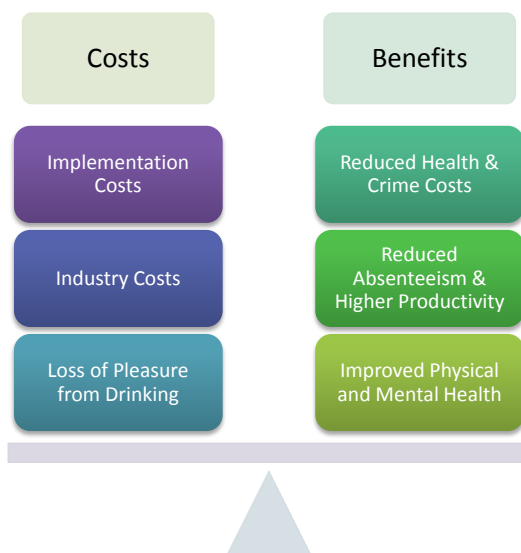 Costs
Benefits
Implementation
Costs
Reduced Health &
Crime Costs
Industry Costs
Reduced
Absenteeism &
Higher Productivity
Loss of Pleasure
from Drinking
Improved Physical
and Mental Health